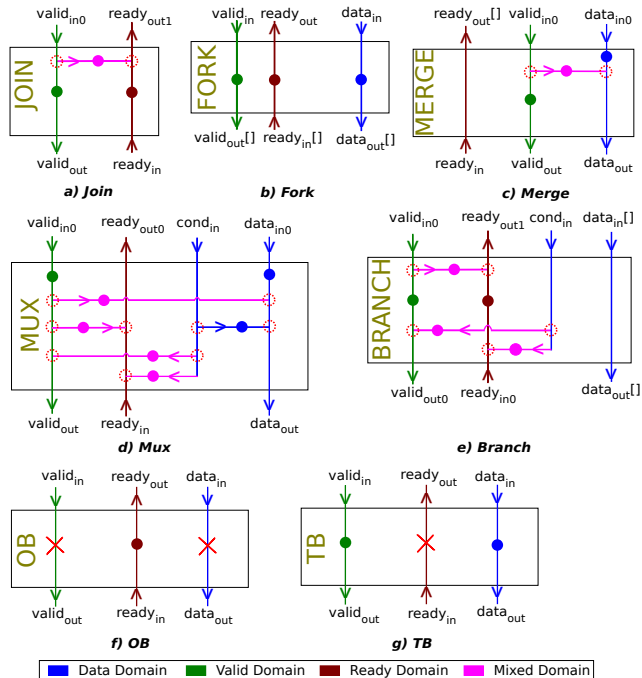 valid_in0 ready_out1
JOIN
valid_out ready_in
a) Join
valid_in ready_out data_in
FORK
valid_out[] ready_in[] data_out[]
b) Fork
ready_out[] valid_in0 data_in0
MERGE
ready_in valid_out data_out
c) Merge
valid_in0 ready_out0 cond_in data_in0
MUX
valid_out ready_in data_out
d) Mux
valid_in0 ready_out1 cond_in data_in[]
BRANCH
valid_out0 ready_in0 data_out[]
e) Branch
valid_in ready_out data_in
OB
valid_out ready_in data_out
f) OB
valid_in ready_out data_in
TB
valid_out ready_in data_out
g) TB
Data Domain Valid Domain Ready Domain Mixed Domain